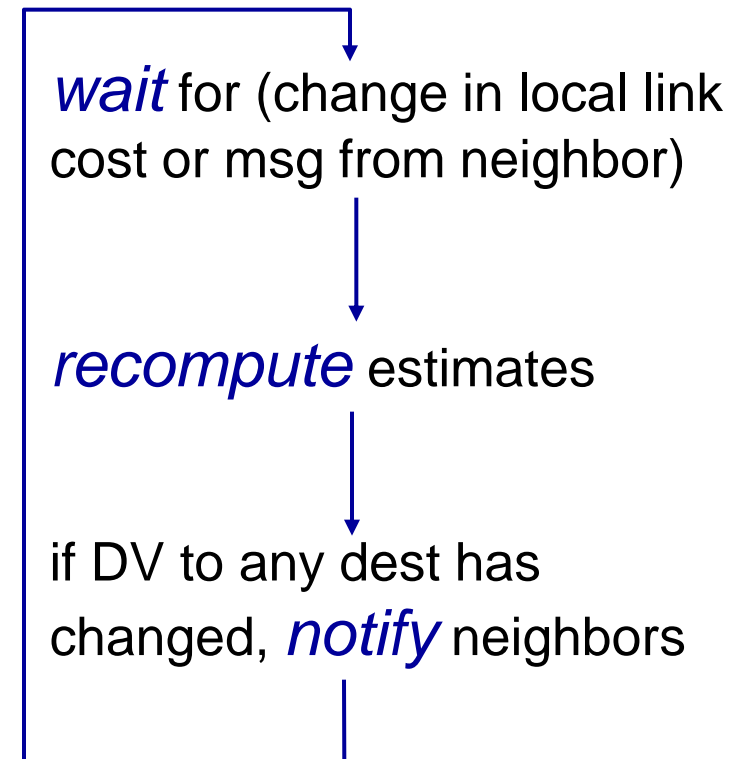 wait for (change in local link
cost or msg from neighbor)
recompute estimates
if DV to any dest has
changed, notify neighbors